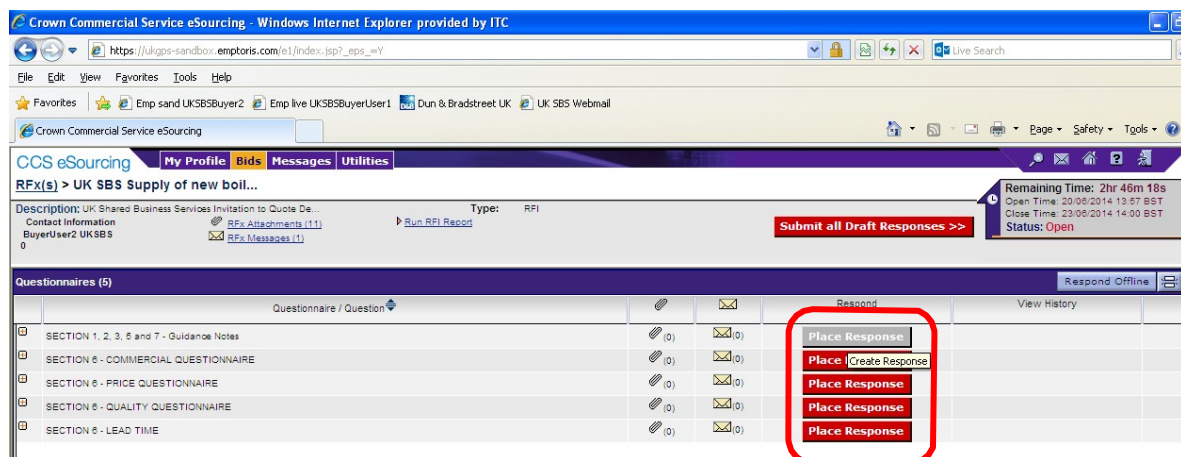 Crown Commercial Service eSourcing - Windows Internet Explorer provided by ITC
https://ukgps-sandbox.emptoris.com/e1/index.jsp?_eps_=Y
Live Search
File Edit View Favorites Tools Help
Favorites Emp sand UKSBSBuyer2 Emp live UKSBSBuyerUser1 Dun & Bradstreet UK UK SBS Webmail
Crown Commercial Service eSourcing
Page Safety Tools
CCS eSourcing My Profile Bids Messages Utilities
RFx(s) > UK SBS Supply of new boil...
Remaining Time: 2hr 46m 18s
Open Time: 20/06/2014 13:57 BST
Close Time: 23/06/2014 14:00 BST
Status: Open
Description: UK Shared Business Services Invitation to Quote De...
Type: RFI
Contact Information
RFx Attachments (11)
Run RFI Report
BuyerUser2 UKSBS
RFx Messages (1)
0
Submit all Draft Responses >>
Questionnaires (5)
Respond Offline
Questionnaire / Question Respond View History
SECTION 1, 2, 3, 5 and 7 - Guidance Notes (0) (0) Place Response
SECTION 6 - COMMERCIAL QUESTIONNAIRE (0) (0) Place
Create Response
SECTION 6 - PRICE QUESTIONNAIRE (0) (0) Place Response
SECTION 6 - QUALITY QUESTIONNAIRE (0) (0) Place Response
SECTION 6 - LEAD TIME (0) (0) Place Response